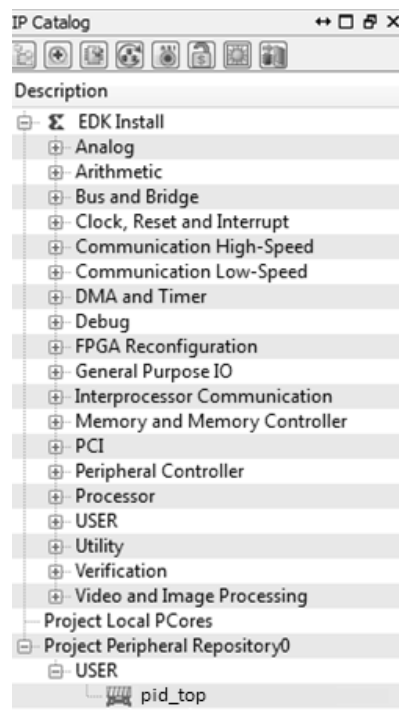 IP Catalog
Description
EDK Install
Analog
Arithmetic
Bus and Bridge
Clock, Reset and Interrupt
Communication High-Speed
Communication Low-Speed
DMA and Timer
Debug
FPGA Reconfiguration
General Purpose IO
Interprocessor Communication
Memory and Memory Controller
PCI
Peripheral Controller
Processor
USER
Utility
Verification
Video and Image Processing
Project Local PCores
Project Peripheral Repository0
USER
pid_top